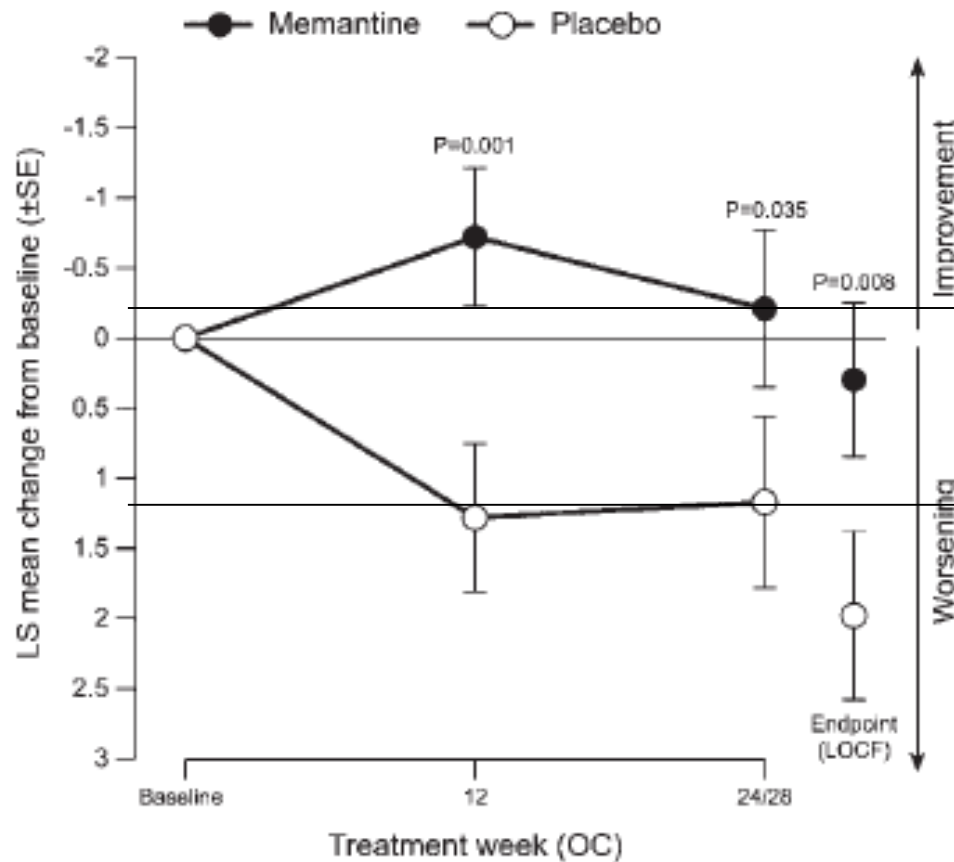 Memantine Placebo
LS mean change from baseline (±SE)
-2
-1.5
-1
-0.5
0
0.5
1
1.5
2
2.5
3
P=0.001
P=0.035
P=0.008
Improvement
Worsening
Endpoint
(LOCF)
Baseline 12 24/28
Treatment week (OC)